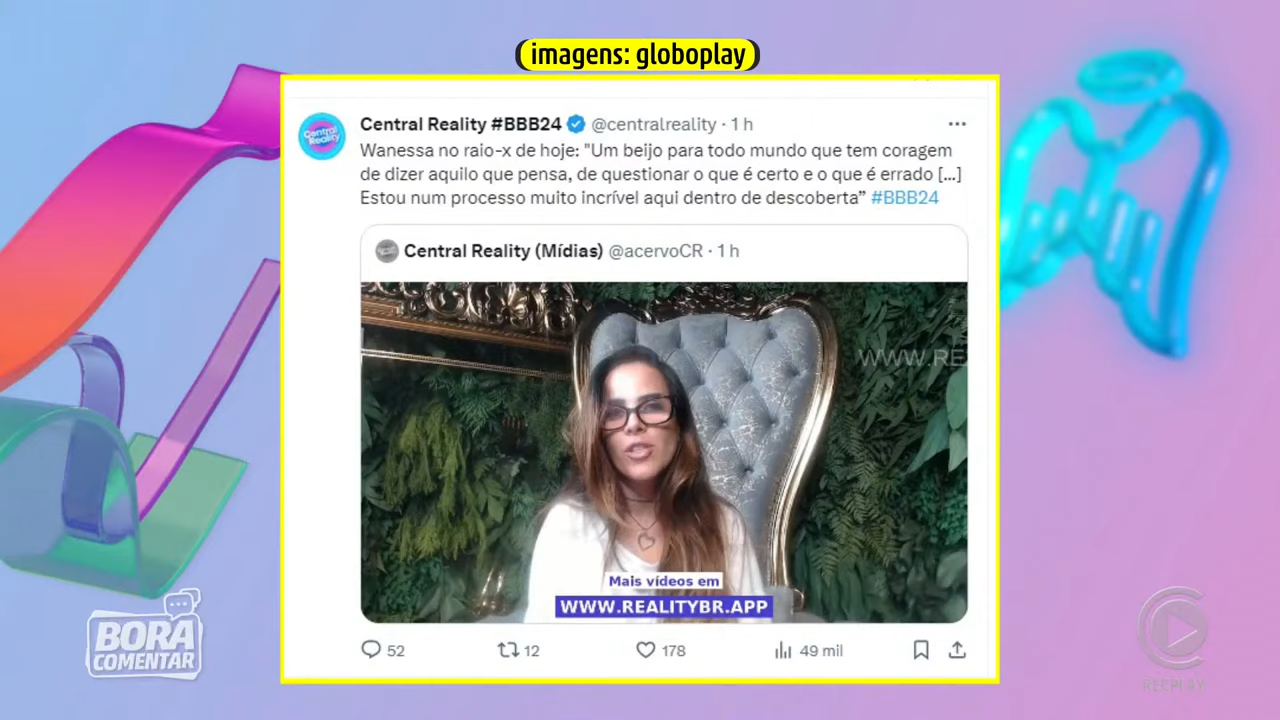 imagens: globoplay
Central Reality #BBB24 @centralreality · 1 h
Wanessa no raio-x de hoje: "Um beijo para todo mundo que tem coragem
de dizer aquilo que pensa, de questionar o que é certo e o que é errado [...]
Estou num processo muito incrível aqui dentro de descoberta” #BBB24
Central Reality (Mídias) @acervoCR · 1 h
WWW.RE
Mais vídeos em
WWW.REALITYBR.APP
52 12 178 49 mil
BORA
COMENTAR
RECPLAY